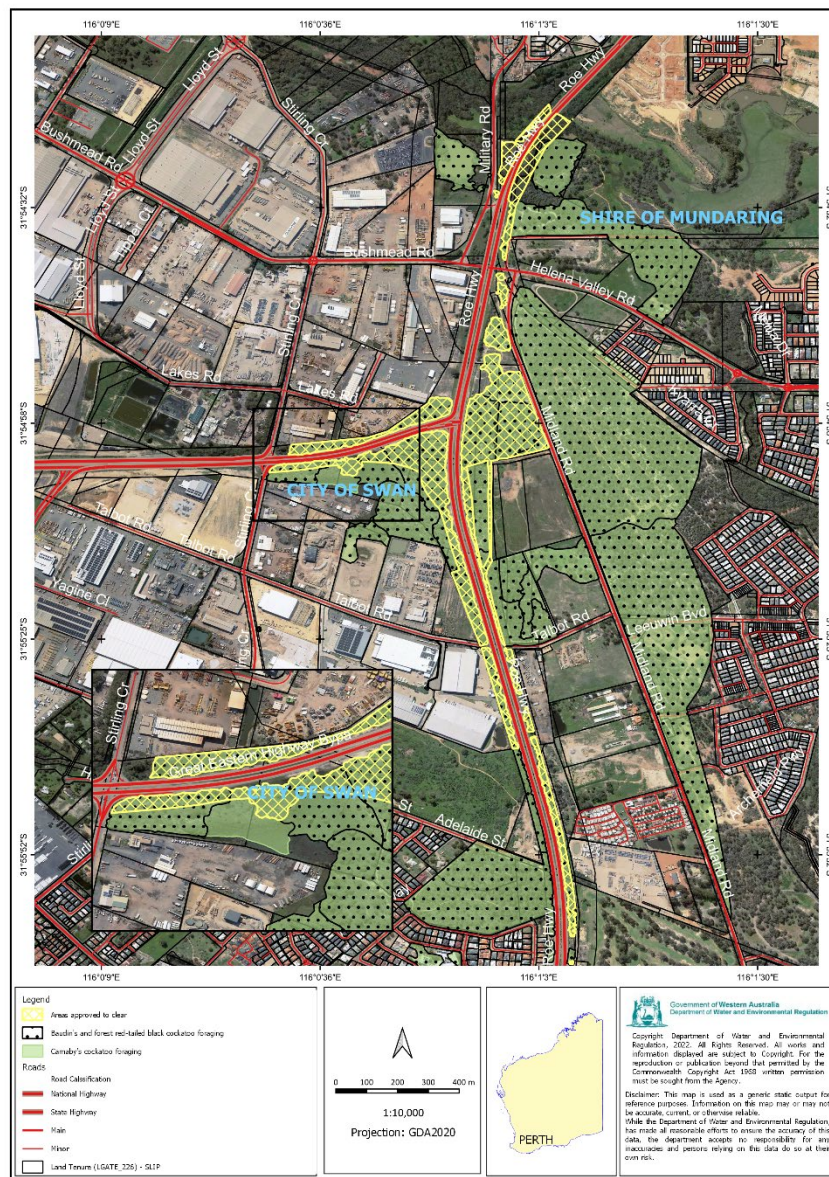 116°0'9"E
116°0'36"E
116°1'3"E
116°1'30"E
Lloyd St
Roe Hwy
Stirling Cr
Military Rd
Lloyd St
Bushmead Rd
Roe Hwy
31°54'32"S
SHIRE OF MUNDARING
Lloyd St
Bushmead Rd
Helena Valley Rd
Roe Hwy
Stirling Cr
Lakes Rd
Lakes Rd
31°54'58"S
Midland Rd
CITY OF SWAN
Stirling Cr
Talbot Rd
Talbot Rd
Yagine Cl
Talbot Rd
Talbot Rd
Leeuwin Bvd
31°55'25"S
Midland Rd
Stirling Cr
Great Eastern Highway Bypa
CITY OF SWAN
St
Adelaide St
31°55'52"S
Midland Rd
Roe Hwy
116°0'9"E
116°0'36"E
116°1'3"E
116°1'30"E
Legend
Areas approved to clear
Baudin's and forest red-tailed black cockatoo foraging
Carnaby's cockatoo foraging
Roads
Road Calssification
National Highway
State Highway
Main
Minor
Land Tenure (LGATE_226) - SLIP
0 100 200 300 400 m
1:10,000
Projection: GDA2020
PERTH
Government of Western Australia
Department of Water and Environmental Regulation
Copyright Department of Water and Environmental
Regulation, 2022. All Rights Reserved. All works and
information displayed are subject to Copyright. For the
reproduction or publication beyond that permitted by the
Commonwealth Copyright Act 1968 written permission
must be sought from the Agency.
Disclaimer: This map is used as a generic static output for
reference purposes. Information on this map may or may not
be accurate, current, or otherwise reliable.
While the Department of Water and Environmental Regulation
has made all reasonable efforts to ensure the accuracy of this
data, the department accepts no responsibility for any
inaccuracies and persons relying on this data do so at their
own risk.